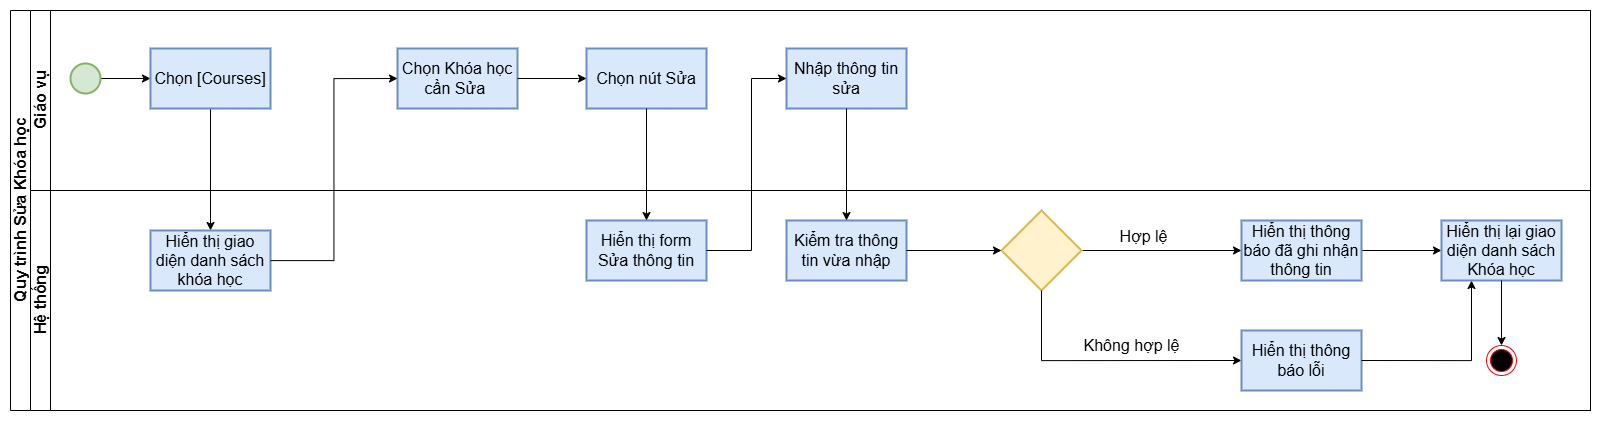 Quy trình Sửa Khóa học
Giáo vụ
Chọn [Courses]
Chọn Khóa học
cần Sửa
Chọn nút Sửa
Nhập thông tin
sửa
Hệ thống
Hiển thị giao
diện danh sách
khóa học
Hiển thị form
Sửa thông tin
Kiểm tra thông
tin vừa nhập
Hợp lệ
Hiển thị thông
báo đã ghi nhận
thông tin
Hiển thị lại giao
diện danh sách
Khóa học
Không hợp lệ
Hiển thị thông
báo lỗi